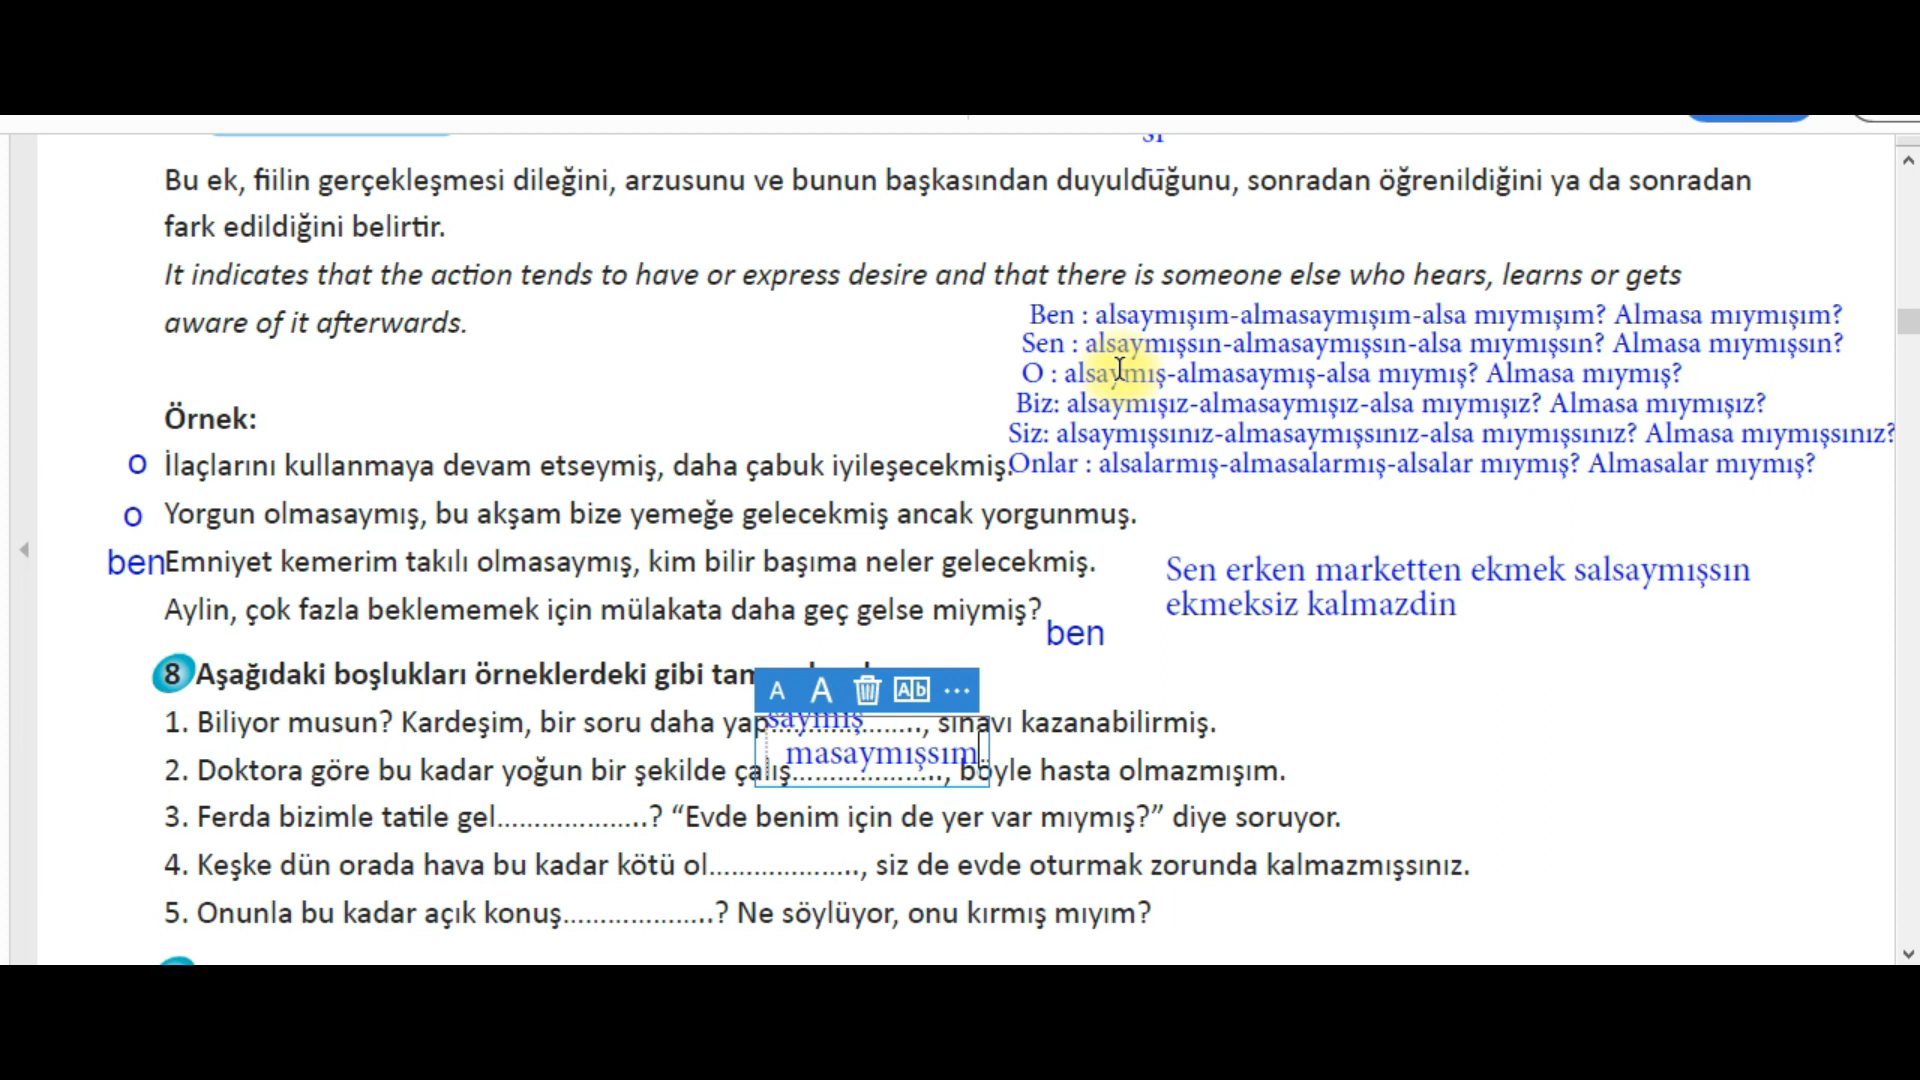 Bu ek, fiilin gerçekleşmesi dileğini, arzusunu ve bunun başkasından duyulduğunu, sonradan öğrenildiğini ya da sonradan
fark edildiğini belirtir.
It indicates that the action tends to have or express desire and that there is someone else who hears, learns or gets
aware of it afterwards.
Ben : alsaymışım-almasaymışım-alsa mıymışım? Almasa mıymışım?
Sen : alsaymışsın-almasaymışsın-alsa mıymışsın? Almasa mıymışsın?
O : alsaymış-almasaymış-alsa mıymış? Almasa mıymış?
Biz: alsaymışız-almasaymışız-alsa mıymışız? Almasa mıymışız?
Siz: alsaymışsınız-almasaymışsınız-alsa mıymışsınız? Almasa mıymışsınız?
Onlar : alsalarmış-almasalarmış-alsalar mıymış? Almasalar mıymış?
Örnek:
o İlaçlarını kullanmaya devam etseymiş, daha çabuk iyileşecekmiş.
o Yorgun olmasaymış, bu akşam bize yemeğe gelecekmiş ancak yorgunmuş.
ben Emniyet kemerim takılı olmasaymış, kim bilir başıma neler gelecekmiş.
Aylin, çok fazla beklememek için mülakata daha geç gelse miymiş?
ben
Sen erken marketten ekmek salsaymışsın
ekmeksiz kalmazdin
8 Aşağıdaki boşlukları örneklerdeki gibi
A A Ab ...
1. Biliyor musun? Kardeşim, bir soru daha yap saymış ……………….., sınavı kazanabilirmiş.
masaymışsım
2. Doktora göre bu kadar yoğun bir şekilde çalış……………….., böyle hasta olmazmışım.
3. Ferda bizimle tatile gel………………..? “Evde benim için de yer var mıymış?” diye soruyor.
4. Keşke dün orada hava bu kadar kötü ol……………….., siz de evde oturmak zorunda kalmazmışsınız.
5. Onunla bu kadar açık konuş………………..? Ne söylüyor, onu kırmış mıyım?